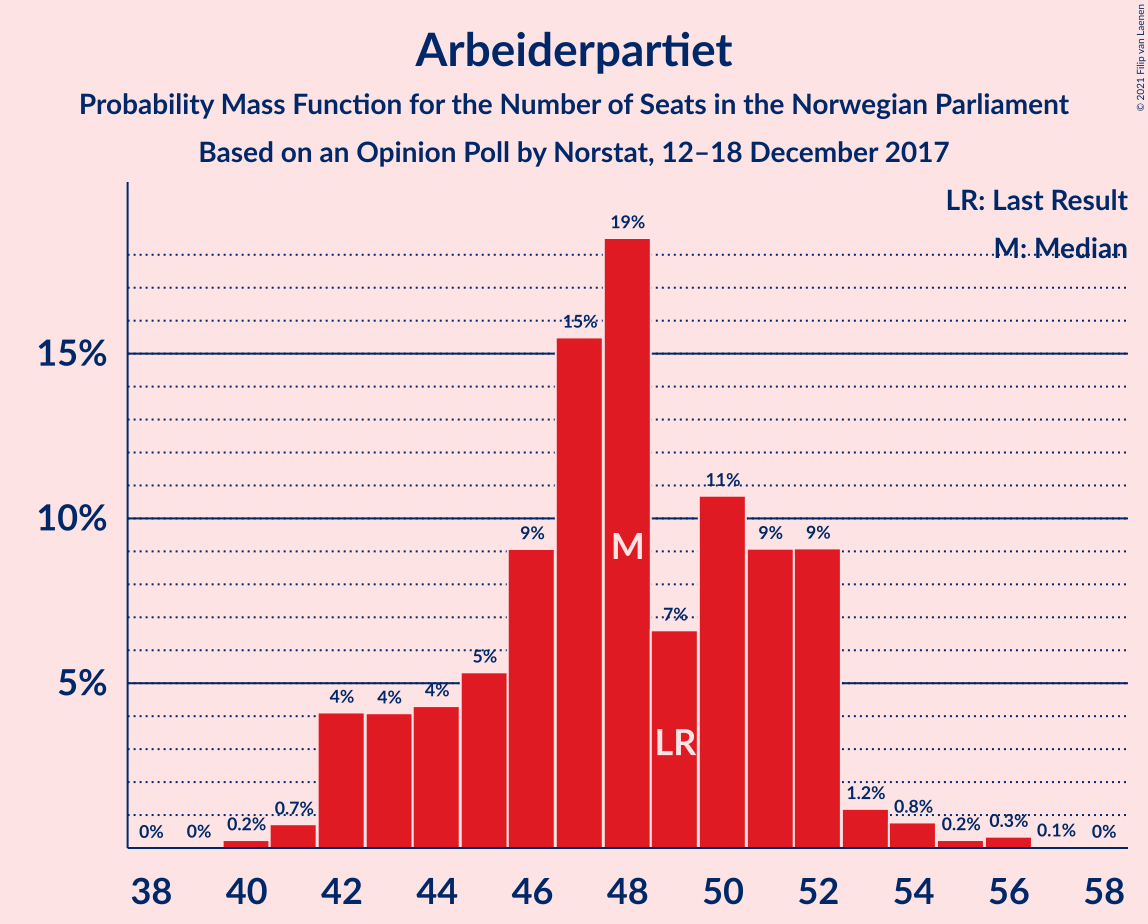 Arbeiderpartiet
Probability Mass Function for the Number of Seats in the Norwegian Parliament
Based on an Opinion Poll by Norstat, 12–18 December 2017
© 2021 Filip van Laenen
LR: Last Result
M: Median
15%
10%
5%
0% 0% 0.2% 0.7% 4% 4% 4% 5% 9% 15% 19% 7% 11% 9% 9% 1.2% 0.8% 0.2% 0.3% 0.1% 0%
M
LR
38 40 42 44 46 48 50 52 54 56 58